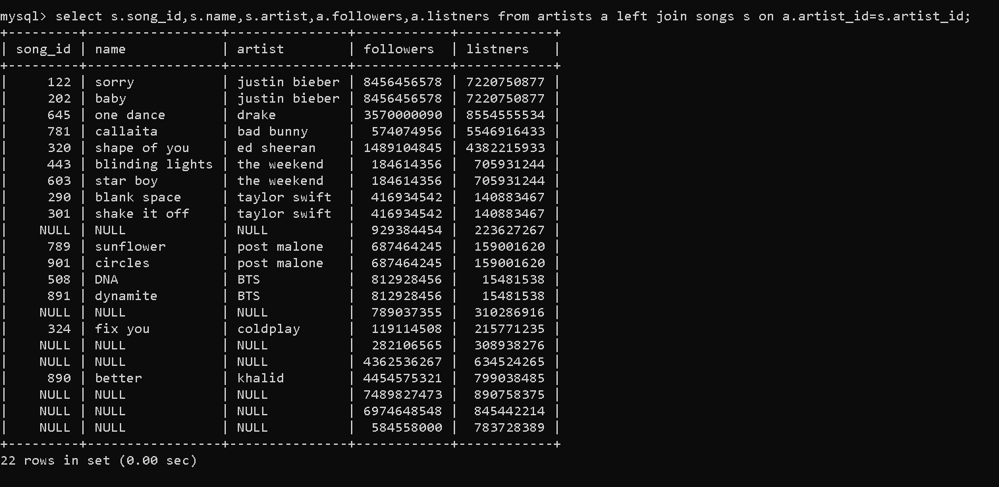 mysql> select s.song_id,s.name,s.artist,a.followers,a.listners from artists a left join songs s on a.artist_id=s.artist_id;
+---------+-----------------+---------------+------------+------------+
| song_id | name            | artist        | followers  | listners   |
+---------+-----------------+---------------+------------+------------+
|     122 | sorry           | justin bieber | 8456456578 | 7220750877 |
|     202 | baby            | justin bieber | 8456456578 | 7220750877 |
|     645 | one dance       | drake         | 3570000090 | 8554555534 |
|     781 | callaita        | bad bunny     |  574074956 | 5546916433 |
|     320 | shape of you    | ed sheeran    | 1489104845 | 4382215933 |
|     443 | blinding lights | the weekend   |  184614356 |  705931244 |
|     603 | star boy        | the weekend   |  184614356 |  705931244 |
|     290 | blank space     | taylor swift  |  416934542 |  140883467 |
|     301 | shake it off    | taylor swift  |  416934542 |  140883467 |
|    NULL | NULL            | NULL          |  929384454 |  223627267 |
|     789 | sunflower       | post malone   |  687464245 |  159001620 |
|     901 | circles         | post malone   |  687464245 |  159001620 |
|     508 | DNA             | BTS           |  812928456 |   15481538 |
|     891 | dynamite        | BTS           |  812928456 |   15481538 |
|    NULL | NULL            | NULL          |  789037355 |  310286916 |
|     324 | fix you         | coldplay      |  119114508 |  215771235 |
|    NULL | NULL            | NULL          |  282106565 |  308938276 |
|    NULL | NULL            | NULL          | 4362536267 |  634524265 |
|     890 | better          | khalid        | 4454575321 |  799038485 |
|    NULL | NULL            | NULL          | 7489827473 |  890758375 |
|    NULL | NULL            | NULL          | 6974648548 |  845442214 |
|    NULL | NULL            | NULL          |  584558000 |  783728389 |
+---------+-----------------+---------------+------------+------------+
22 rows in set (0.00 sec)